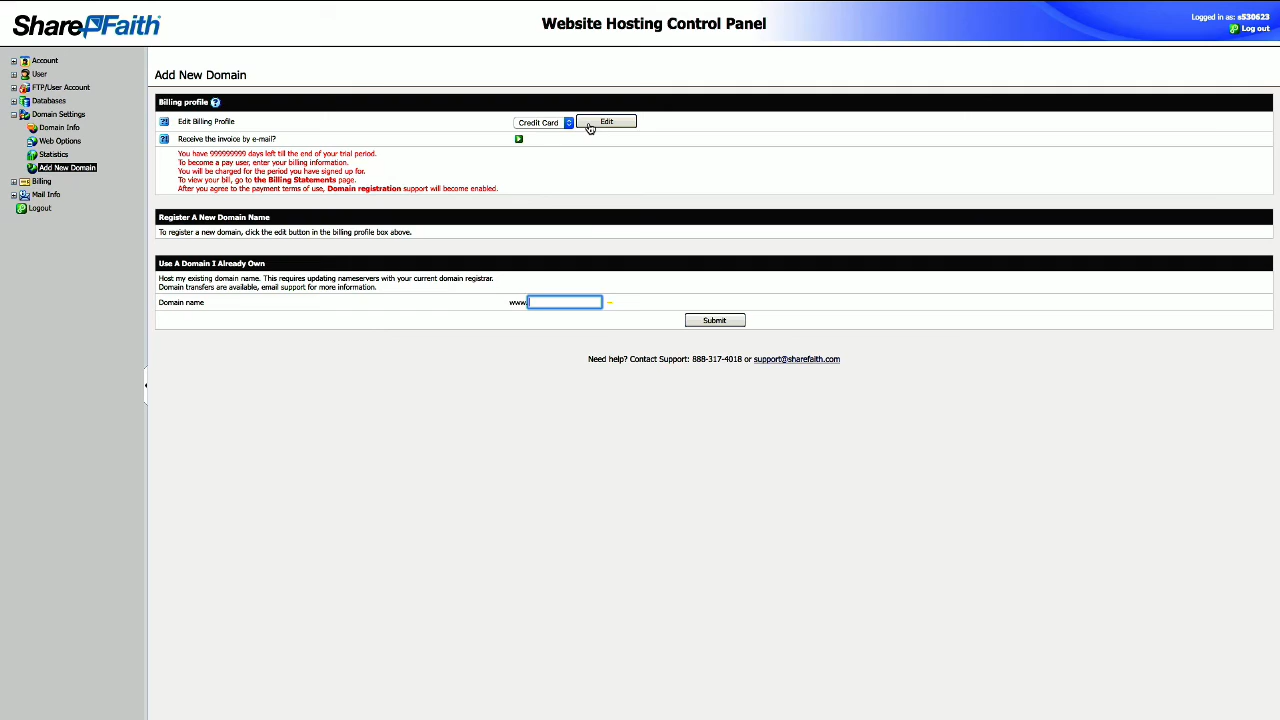 ShareFaith
Website Hosting Control Panel
Logged in as: s530623
Log out
Account
User
FTP/User Account
Databases
Domain Settings
Domain Info
Web Options
Statistics
Add New Domain
Billing
Mail Info
Logout
Add New Domain
Billing profile ?
Edit Billing Profile Credit Card Edit
Receive the invoice by e-mail?
You have 999999999 days left till the end of your trial period.
To become a pay user, enter your billing information.
You will be charged for the period you have signed up for.
To view your bill, go to the Billing Statements page.
After you agree to the payment terms of use, Domain registration support will become enabled.
Register A New Domain Name
To register a new domain, click the edit button in the billing profile box above.
Use A Domain I Already Own
Host my existing domain name. This requires updating nameservers with your current domain registrar.
Domain transfers are available, email support for more information.
Domain name www.
Submit
Need help? Contact Support: 888-317-4018 or support@sharefaith.com